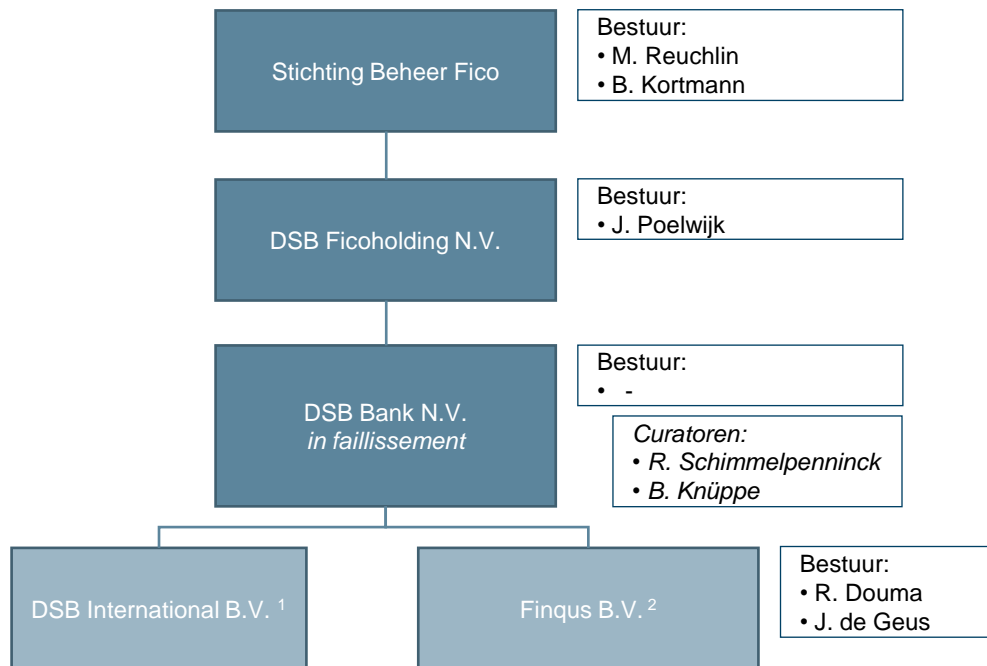 Stichting Beheer Fico
Bestuur:
• M. Reuchlin
• B. Kortmann
DSB Ficoholding N.V.
Bestuur:
• J. Poelwijk
DSB Bank N.V.
in faillissement
Bestuur:
• -
Curatoren:
• R. Schimmelpenninck
• B. Knüppe
DSB International B.V. ¹
Finqus B.V. ²
Bestuur:
• R. Douma
• J. de Geus